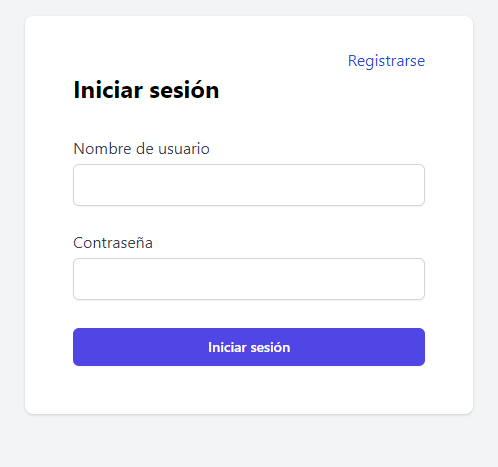 Registrarse
Iniciar sesión
Nombre de usuario
Contraseña
Iniciar sesión